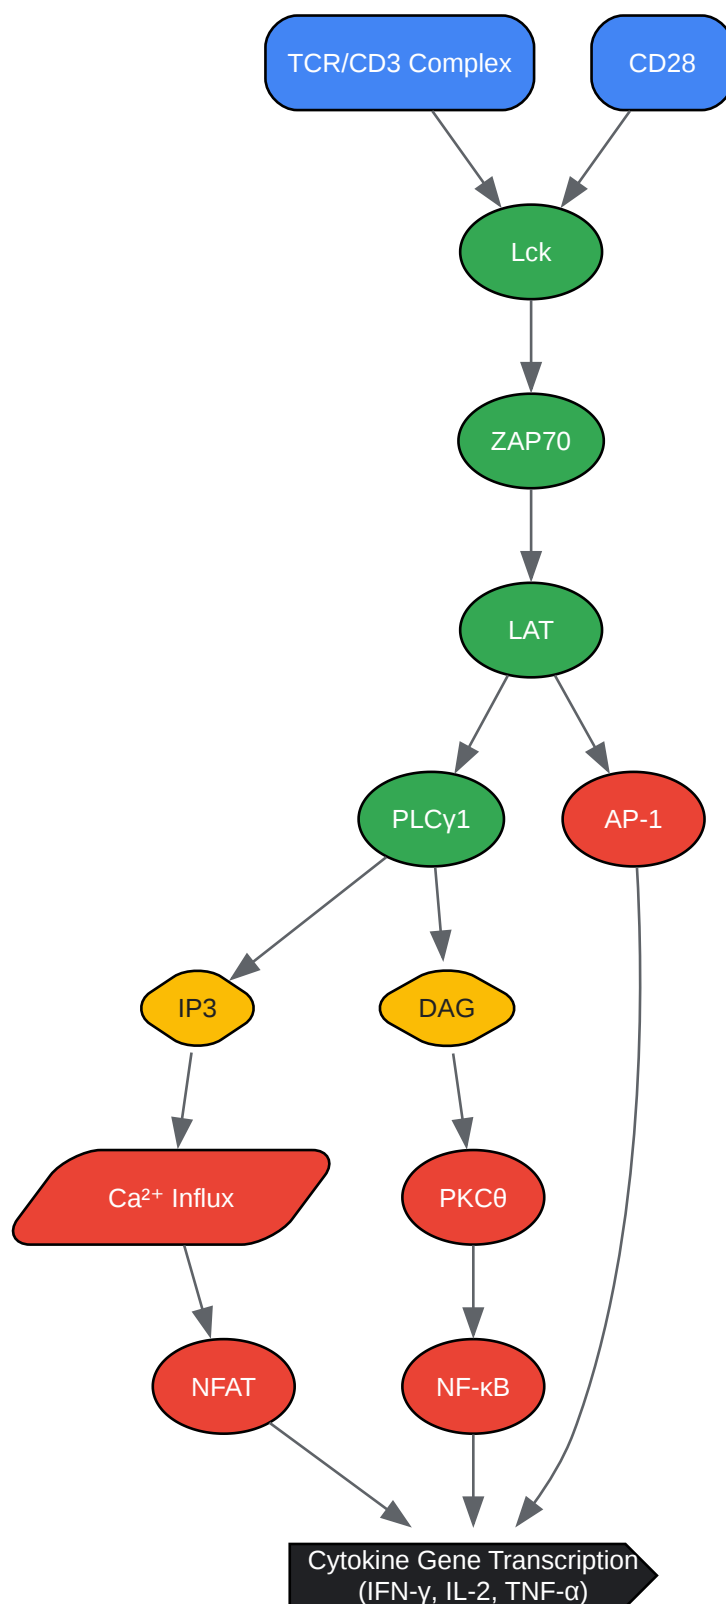 TCR/CD3 Complex
CD28
Lck
ZAP70
LAT
PLCγ1
AP-1
IP3
DAG
Ca²⁺ Influx
PKCθ
NFAT
NF-κB
Cytokine Gene Transcription
(IFN-γ, IL-2, TNF-α)